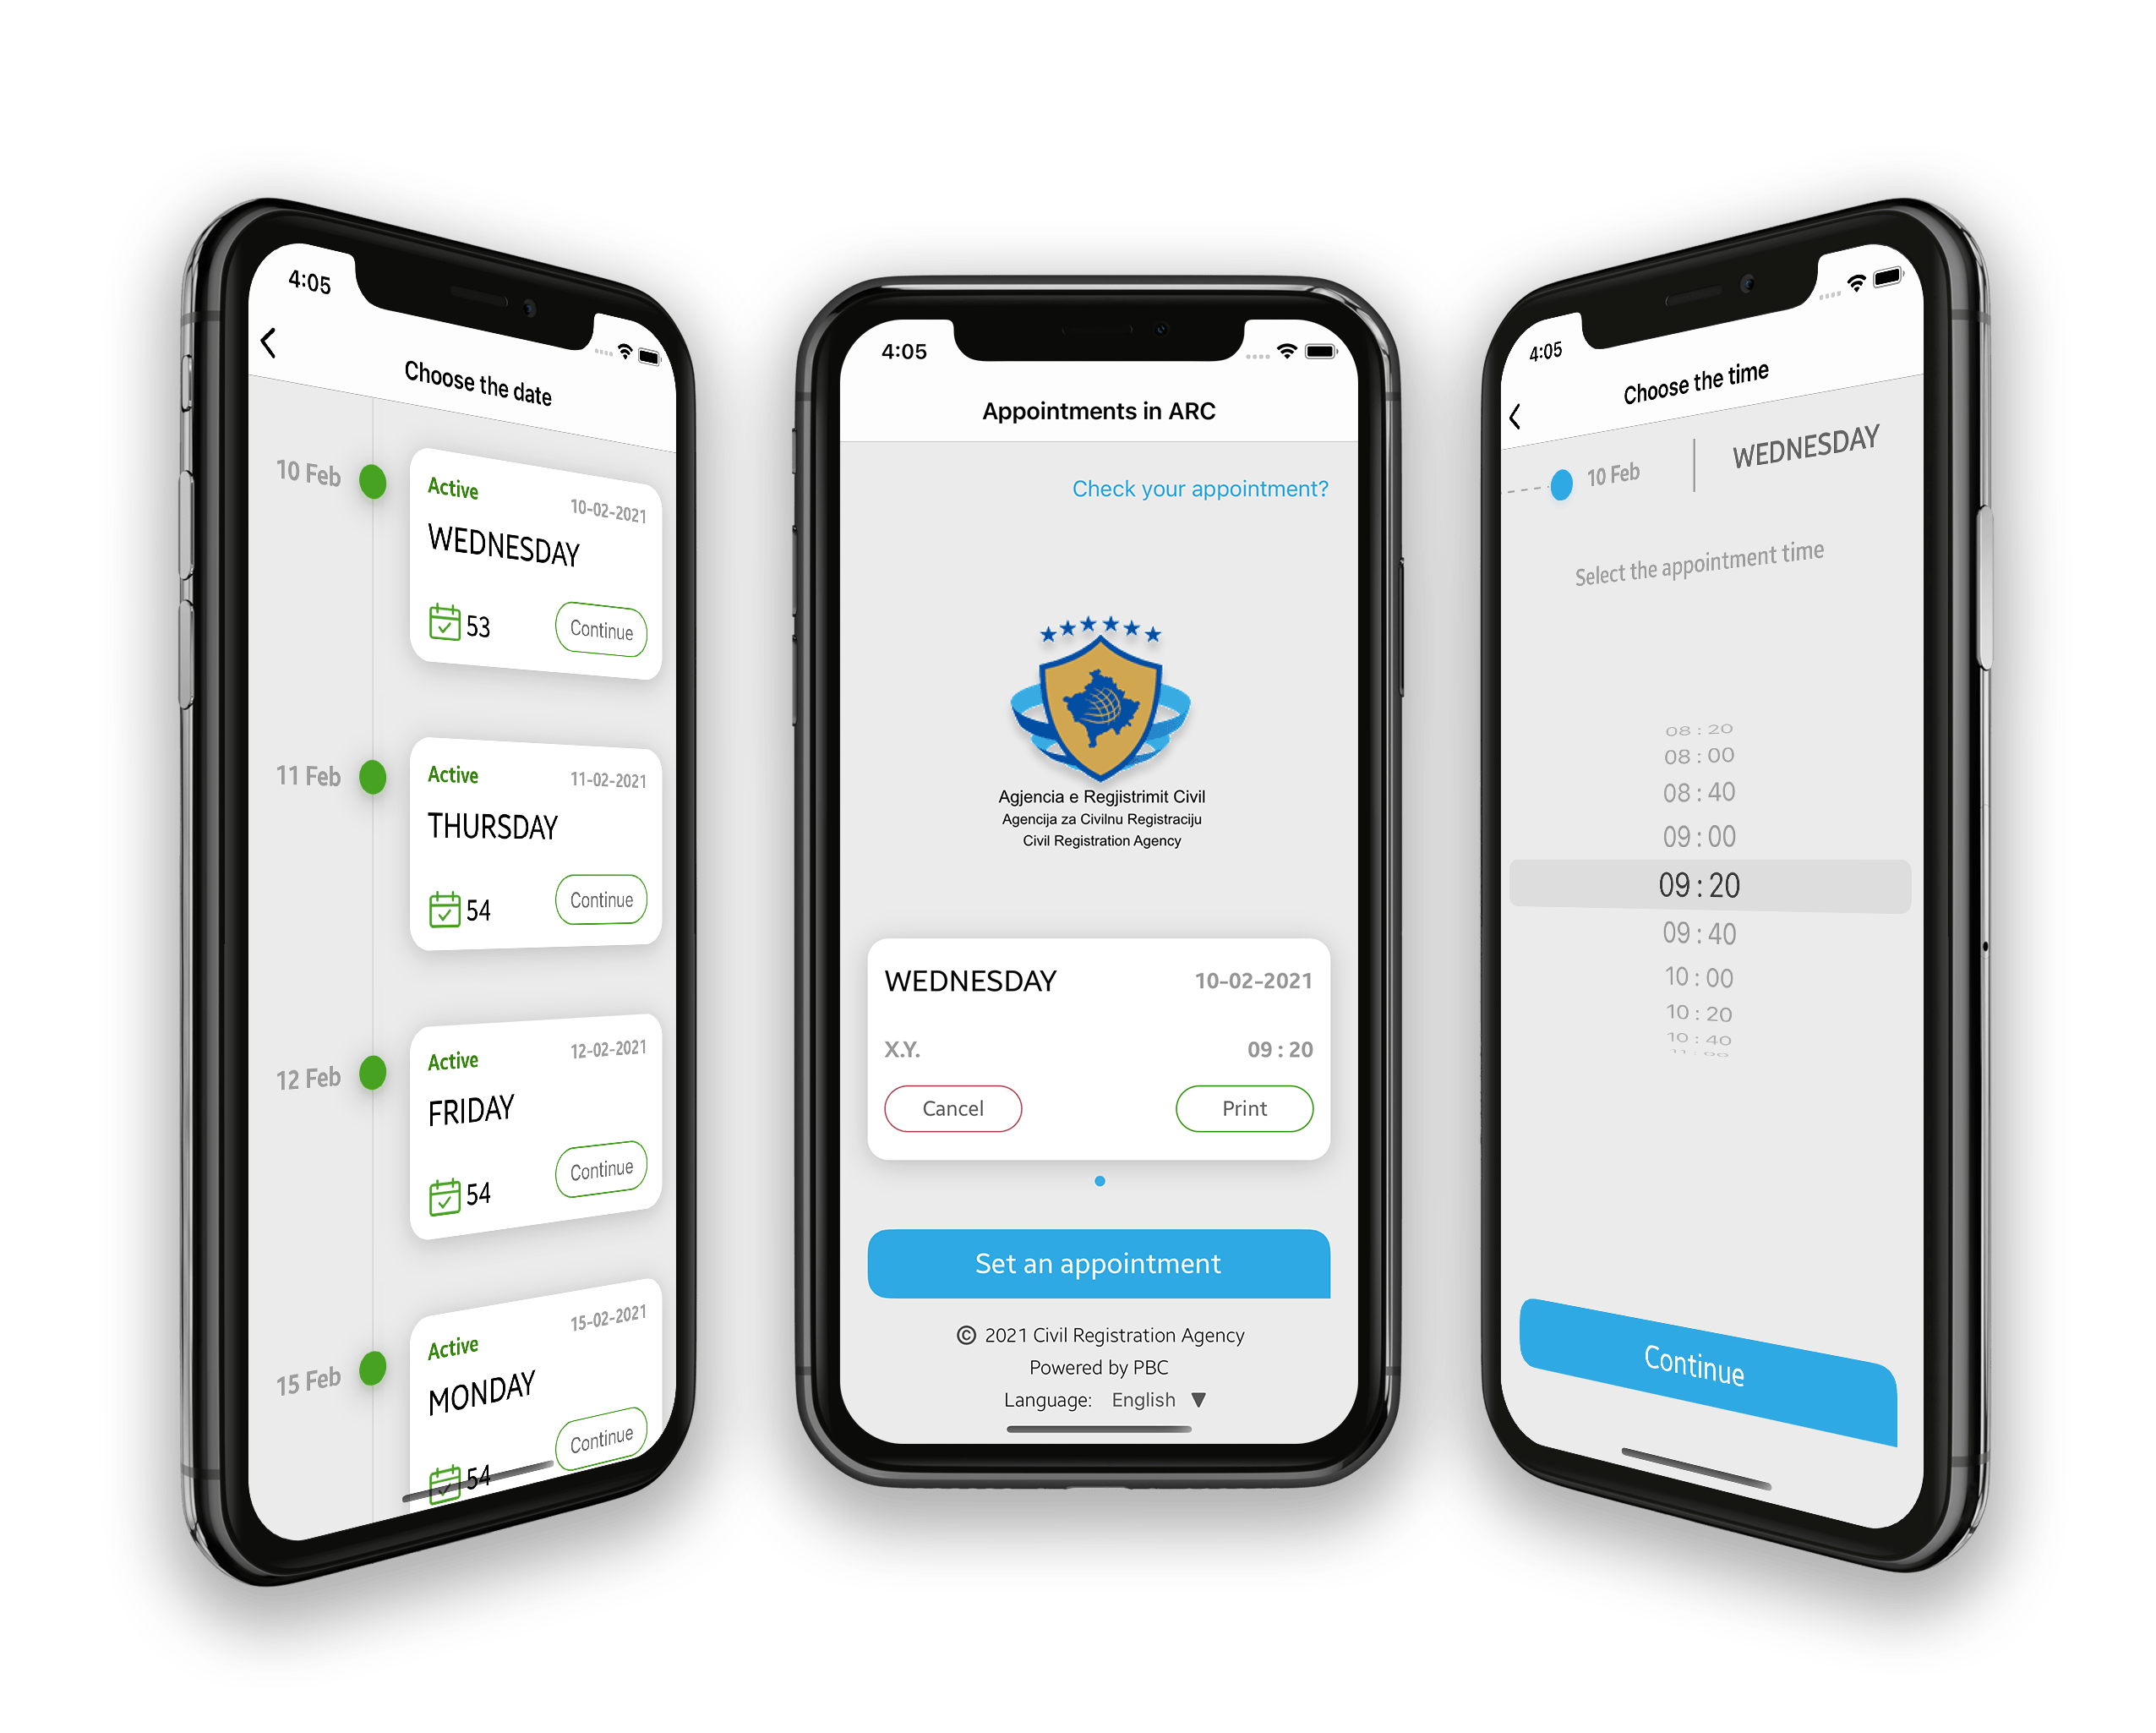 4:05
Choose the date
10 Feb
Active
10-02-2021
WEDNESDAY
53
Continue
11 Feb
Active
11-02-2021
THURSDAY
54
Continue
12 Feb
Active
12-02-2021
FRIDAY
54
Continue
15 Feb
Active
15-02-2021
MONDAY
54
Continue
4:05
Appointments in ARC
Check your appointment?
Agjencia e Regjistrimit Civil
Agencija za Civilnu Registraciju
Civil Registration Agency
WEDNESDAY
10-02-2021
X.Y.
09 : 20
Cancel
Print
Set an appointment
© 2021 Civil Registration Agency
Powered by PBC
Language: English
4:05
Choose the time
10 Feb
WEDNESDAY
Select the appointment time
08 : 20
08 : 00
08 : 40
09 : 00
09 : 20
09 : 40
10 : 00
10 : 20
10 : 40
Continue